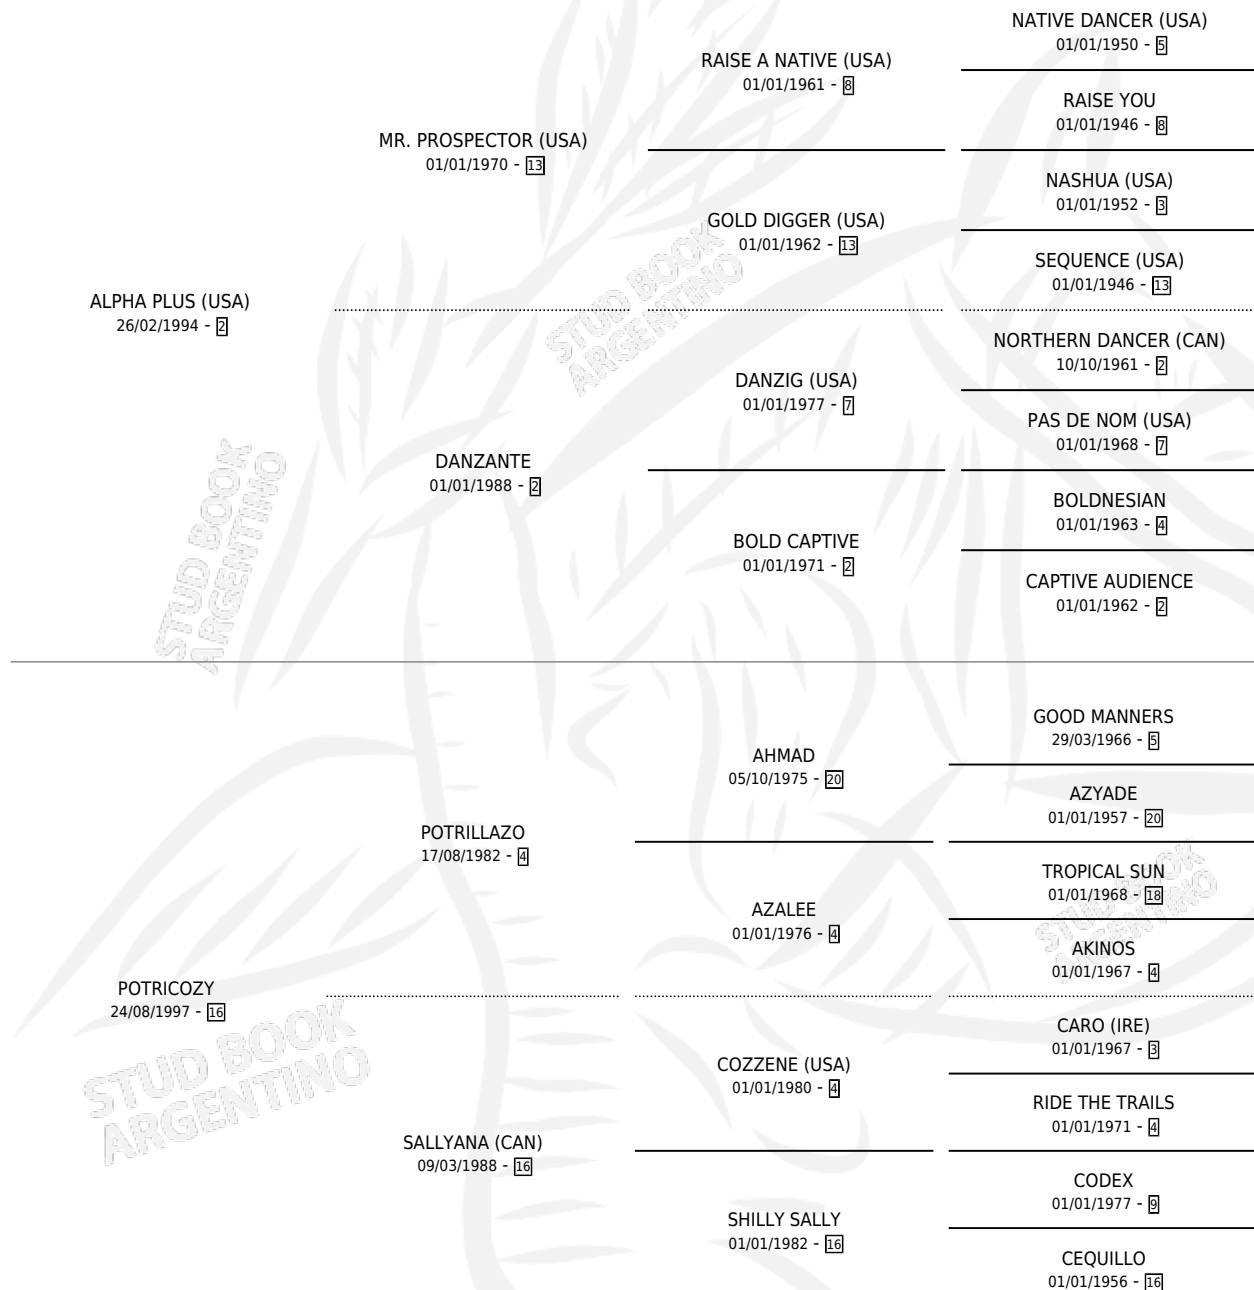 NATIVE DANCER (USA)
01/01/1950 - 5
RAISE A NATIVE (USA)
01/01/1961 - 8
RAISE YOU
01/01/1946 - 8
MR. PROSPECTOR (USA)
01/01/1970 - 13
NASHUA (USA)
01/01/1952 - 3
GOLD DIGGER (USA)
01/01/1962 - 13
SEQUENCE (USA)
01/01/1946 - 13
ALPHA PLUS (USA)
26/02/1994 - 2
STUD BOOK
ARGENTINO
NORTHERN DANCER (CAN)
10/10/1961 - 2
DANZIG (USA)
01/01/1977 - 7
PAS DE NOM (USA)
01/01/1968 - 7
DANZANTE
01/01/1988 - 2
BOLDNESIAN
01/01/1963 - 4
BOLD CAPTIVE
01/01/1971 - 2
CAPTIVE AUDIENCE
01/01/1962 - 2
STUD BOOK
ARGENTINO
GOOD MANNERS
29/03/1966 - 5
AHMAD
05/10/1975 - 20
AZYADE
01/01/1957 - 20
POTRILLAZO
17/08/1982 - 4
TROPICAL SUN
01/01/1968 - 18
AZALEE
01/01/1976 - 4
STUD BOOK
ARGENTINO
AKINOS
01/01/1967 - 4
POTRICOZY
24/08/1997 - 16
STUD BOOK
ARGENTINO
CARO (IRE)
01/01/1967 - 3
COZZENE (USA)
01/01/1980 - 4
RIDE THE TRAILS
01/01/1971 - 4
SALLYANA (CAN)
09/03/1988 - 16
CODEX
01/01/1977 - 9
SHILLY SALLY
01/01/1982 - 16
CEQUILLO
01/01/1956 - 16